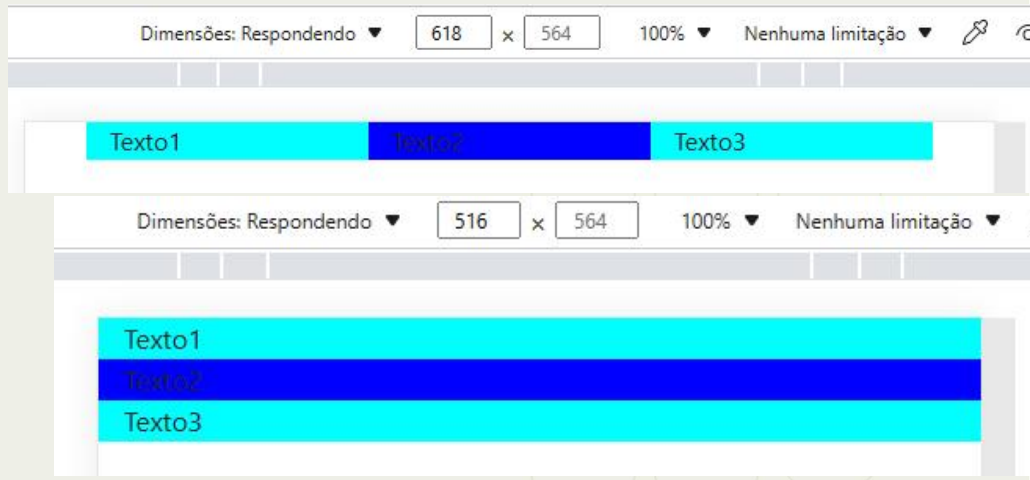 Dimensões: Respondendo ▼ 618 × 564 100% ▼ Nenhuma limitação ▼
Texto1 Texto2 Texto3
Dimensões: Respondendo ▼ 516 × 564 100% ▼ Nenhuma limitação ▼
Texto1
Texto2
Texto3